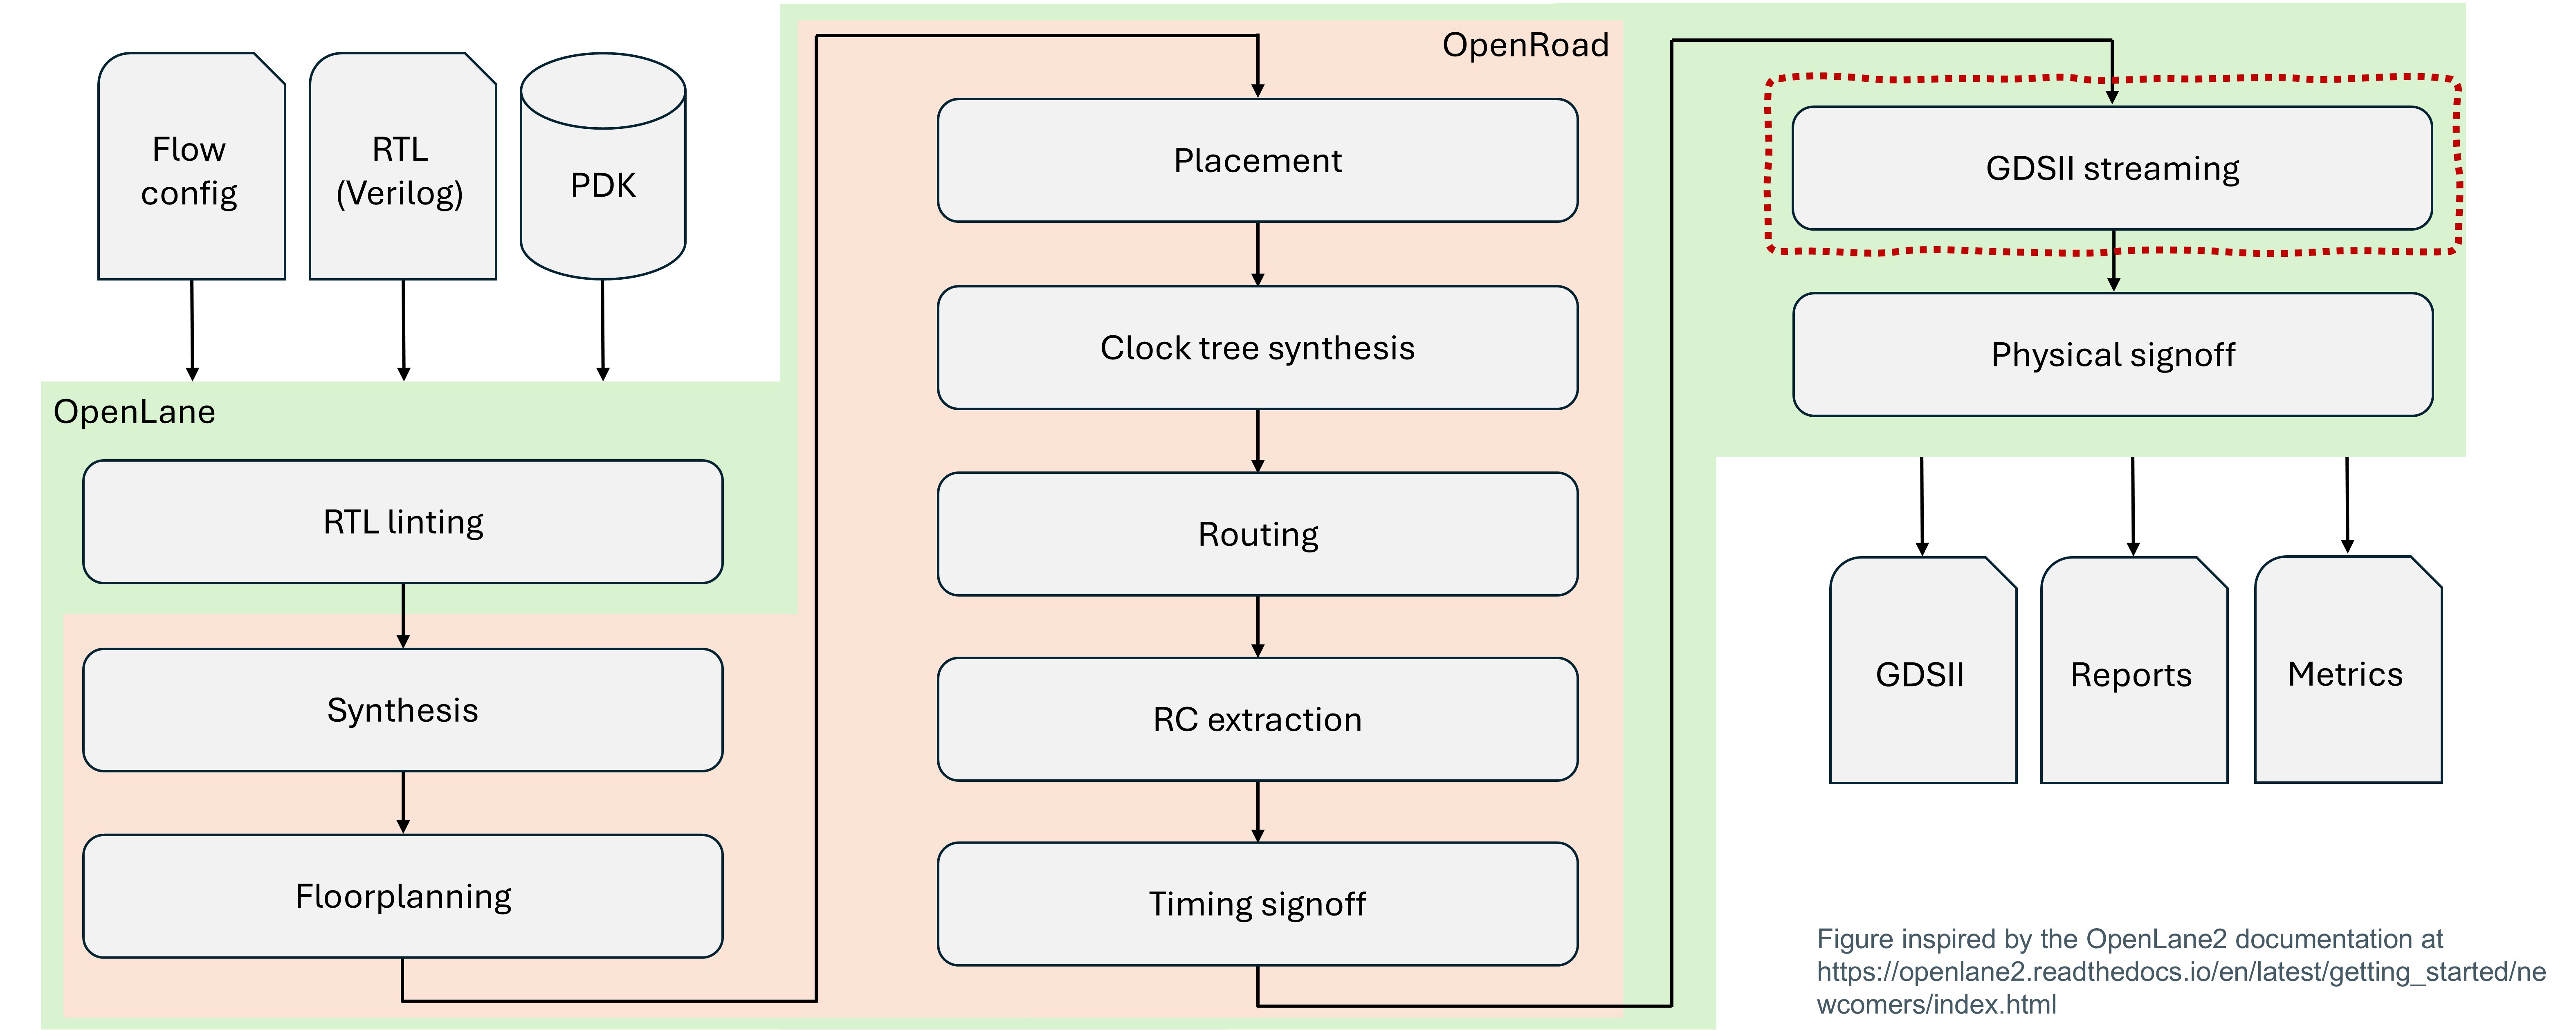 Flow
config
RTL
(Verilog)
PDK
OpenLane
RTL linting
Synthesis
Floorplanning
OpenRoad
Placement
Clock tree synthesis
Routing
RC extraction
Timing signoff
GDSII streaming
Physical signoff
GDSII
Reports
Metrics
Figure inspired by the OpenLane2 documentation at
https://openlane2.readthedocs.io/en/latest/getting_started/ne
wcomers/index.html